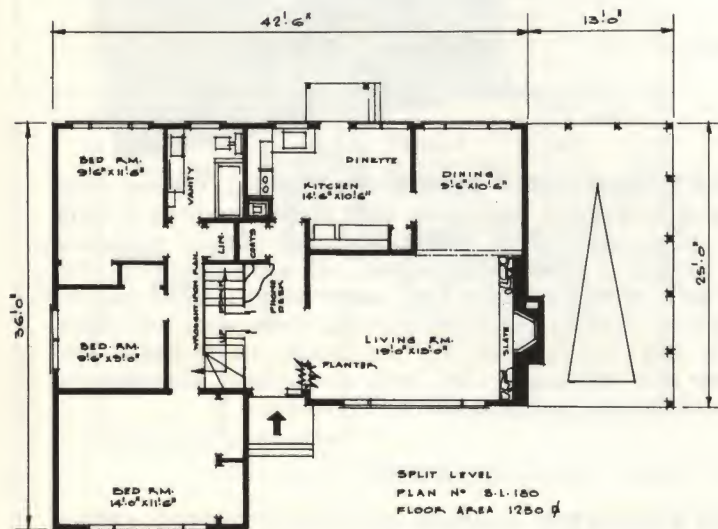 42'-6"
13'-0"
BED RM.
9'-6"X11'-6"
VANITY
DINETTE
KITCHEN
14'-6"X10'-6"
DINING
9'-6"X10'-6"
LIN.
COATS
WROUGHT IRON RAIL
PHONE
DESK
36'-0"
25'-0"
BED. RM.
9'-6"X9'-0"
LIVING RM.
19'-0"X13'-0"
SLATE
PLANTER
BED RM.
14'-0"X11'-6"
SPLIT LEVEL
PLAN Nº S-L-180
FLOOR AREA 1250